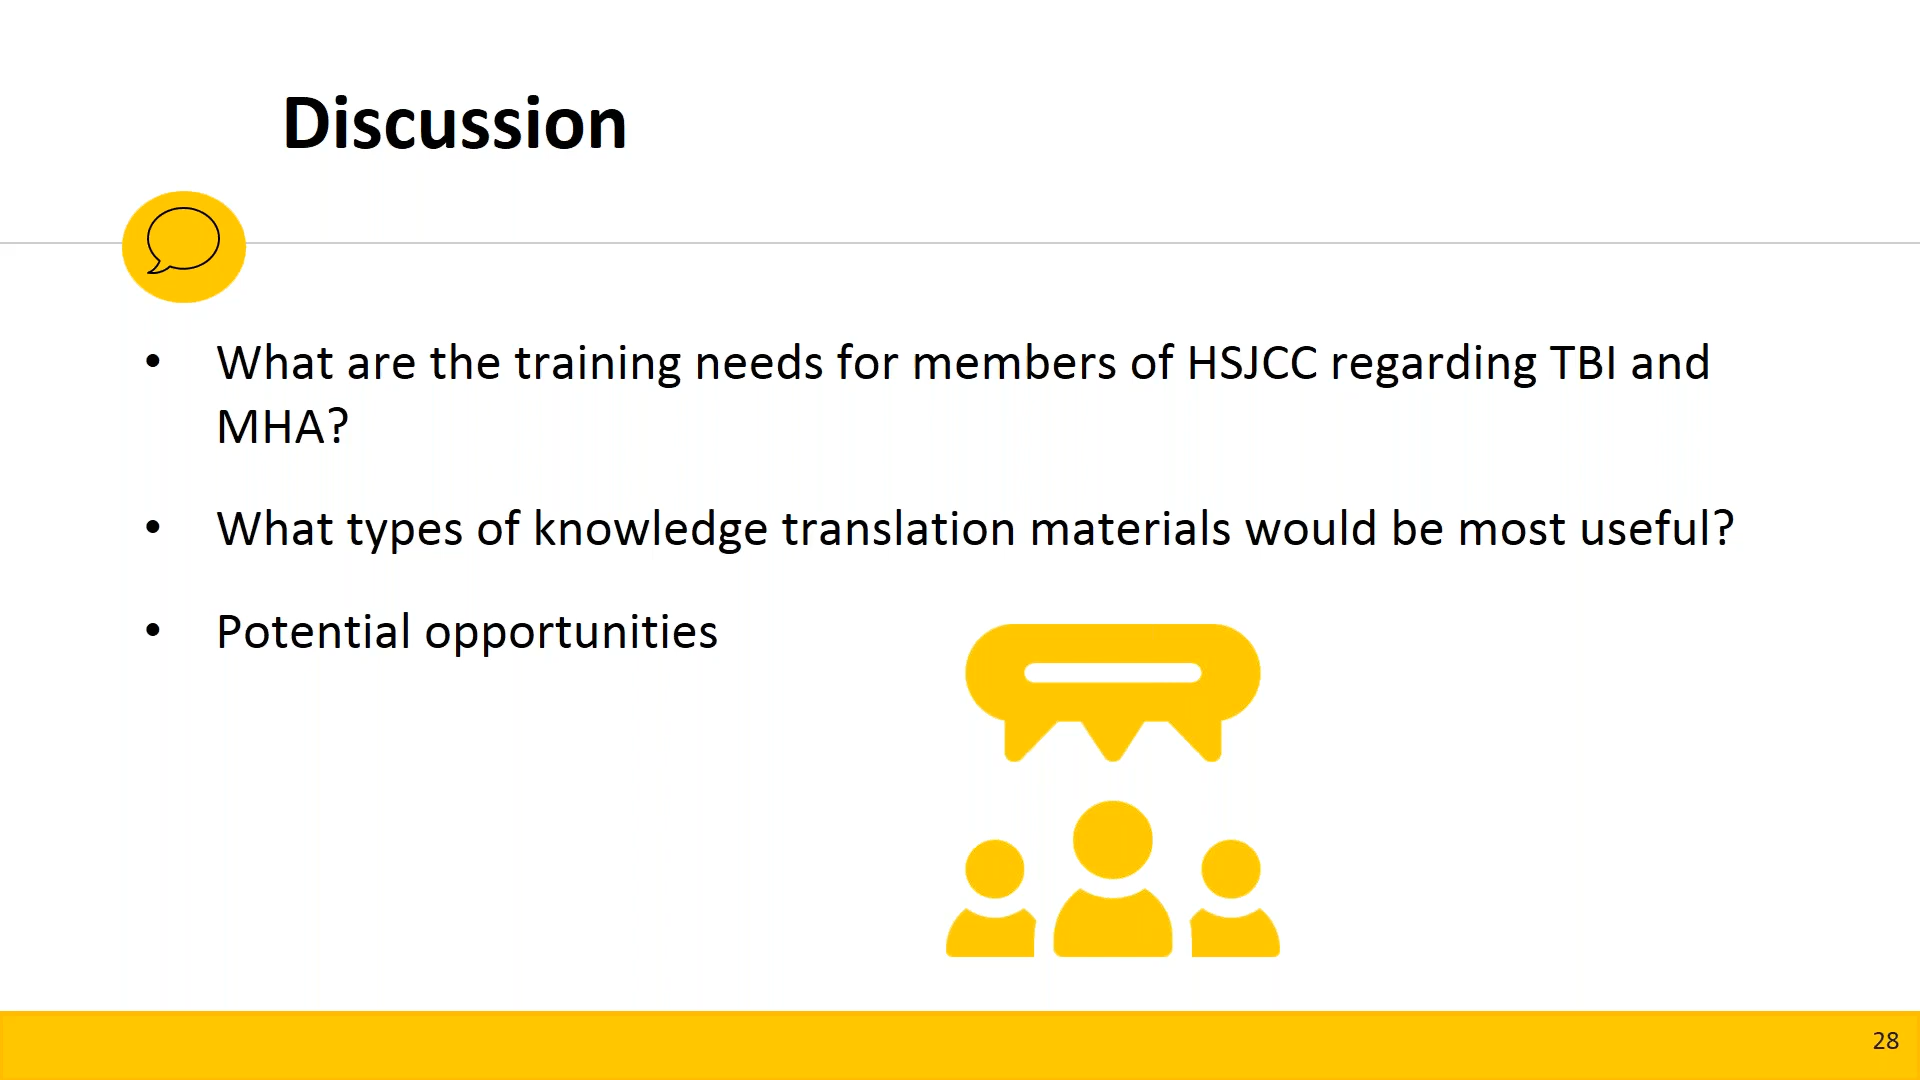 Discussion
• What are the training needs for members of HSJCC regarding TBI and
MHA?
• What types of knowledge translation materials would be most useful?
• Potential opportunities
28